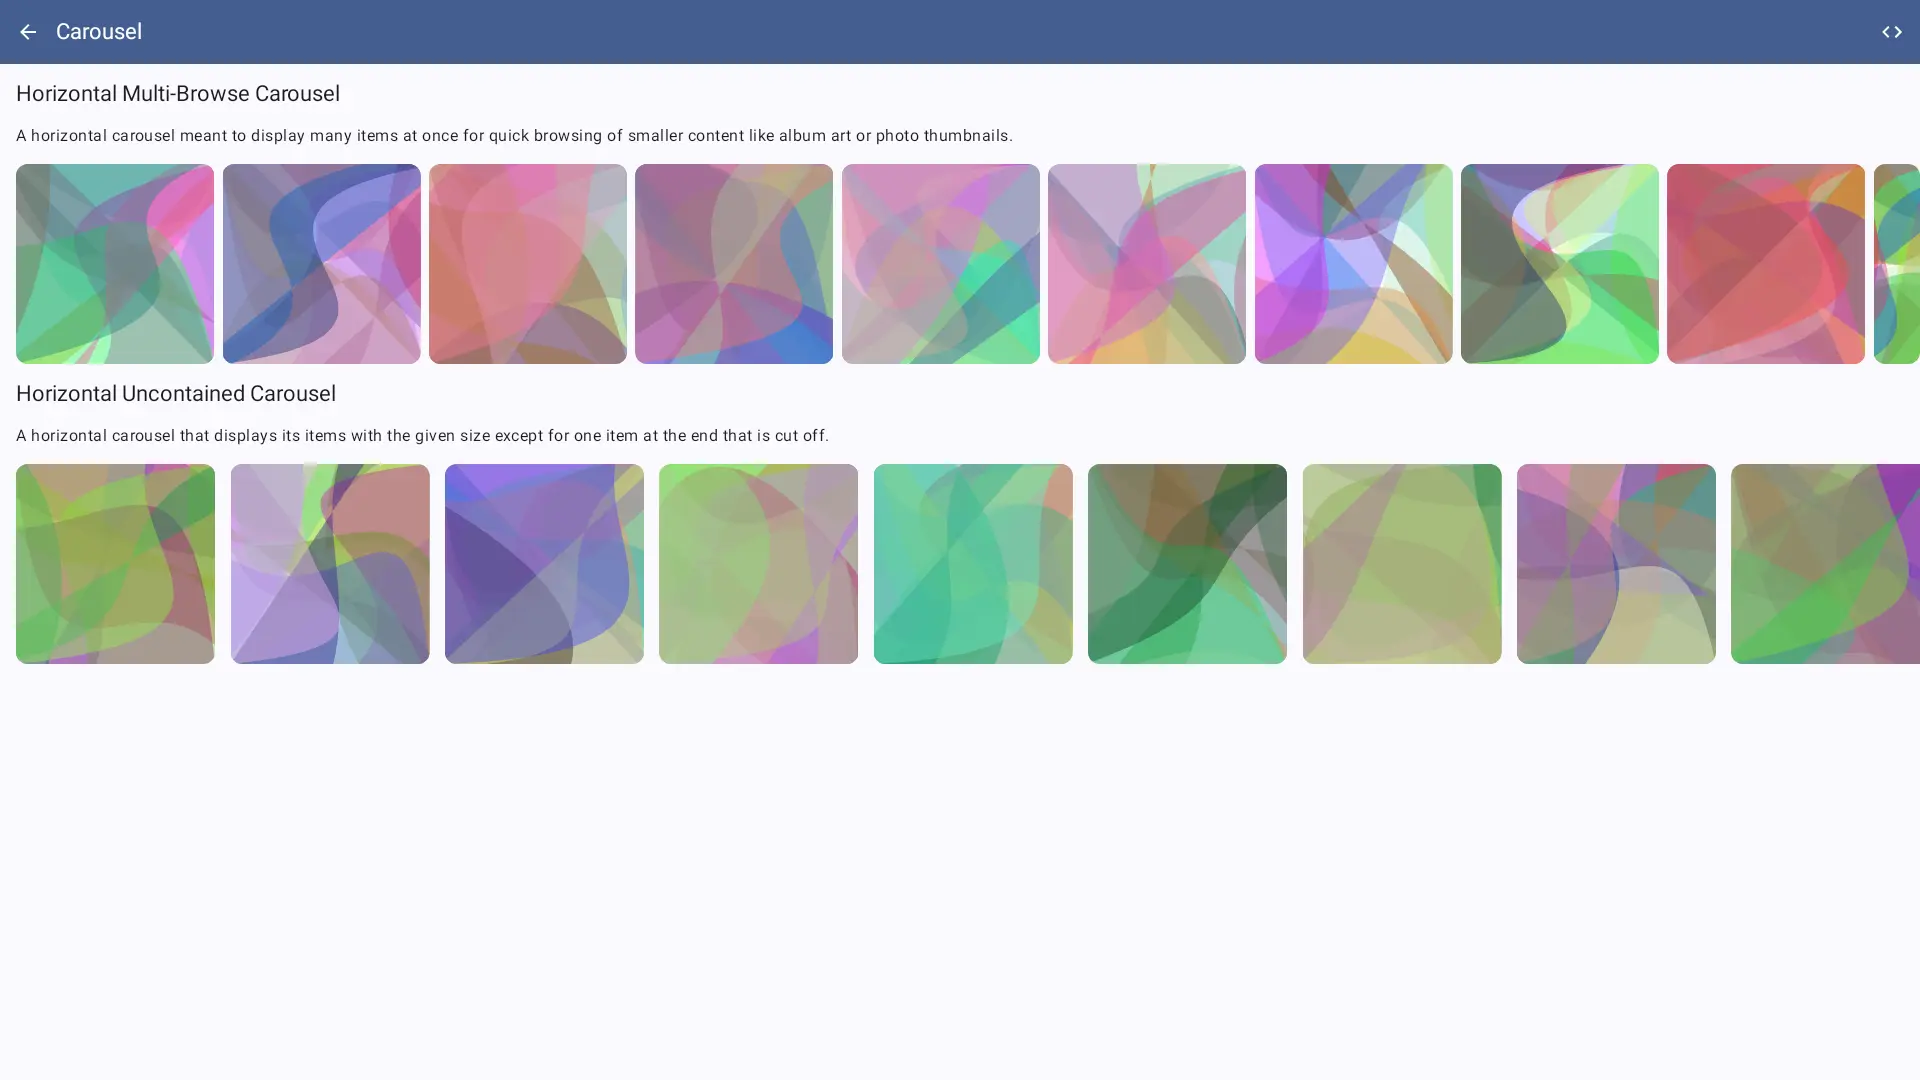 Carousel
Horizontal Multi-Browse Carousel
A horizontal carousel meant to display many items at once for quick browsing of smaller content like album art or photo thumbnails.
Horizontal Uncontained Carousel
A horizontal carousel that displays its items with the given size except for one item at the end that is cut off.